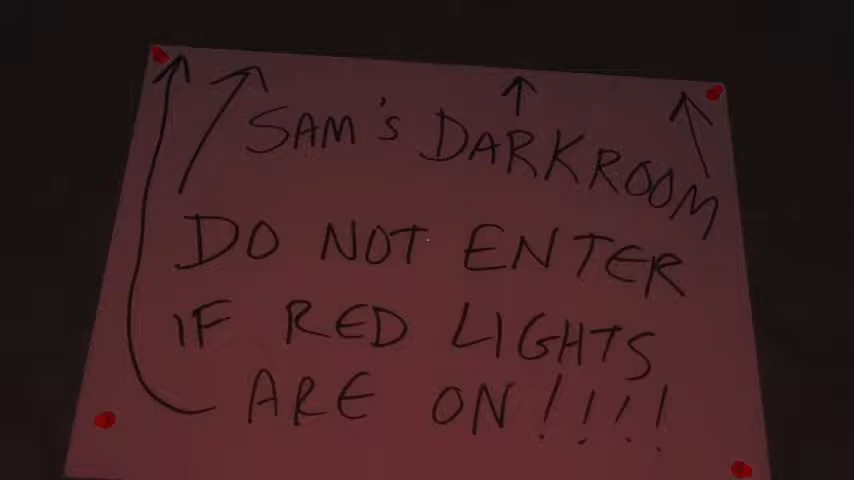 SAM'S DARKROOM
DO NOT ENTER
IF RED LIGHTS
ARE ON!!!!